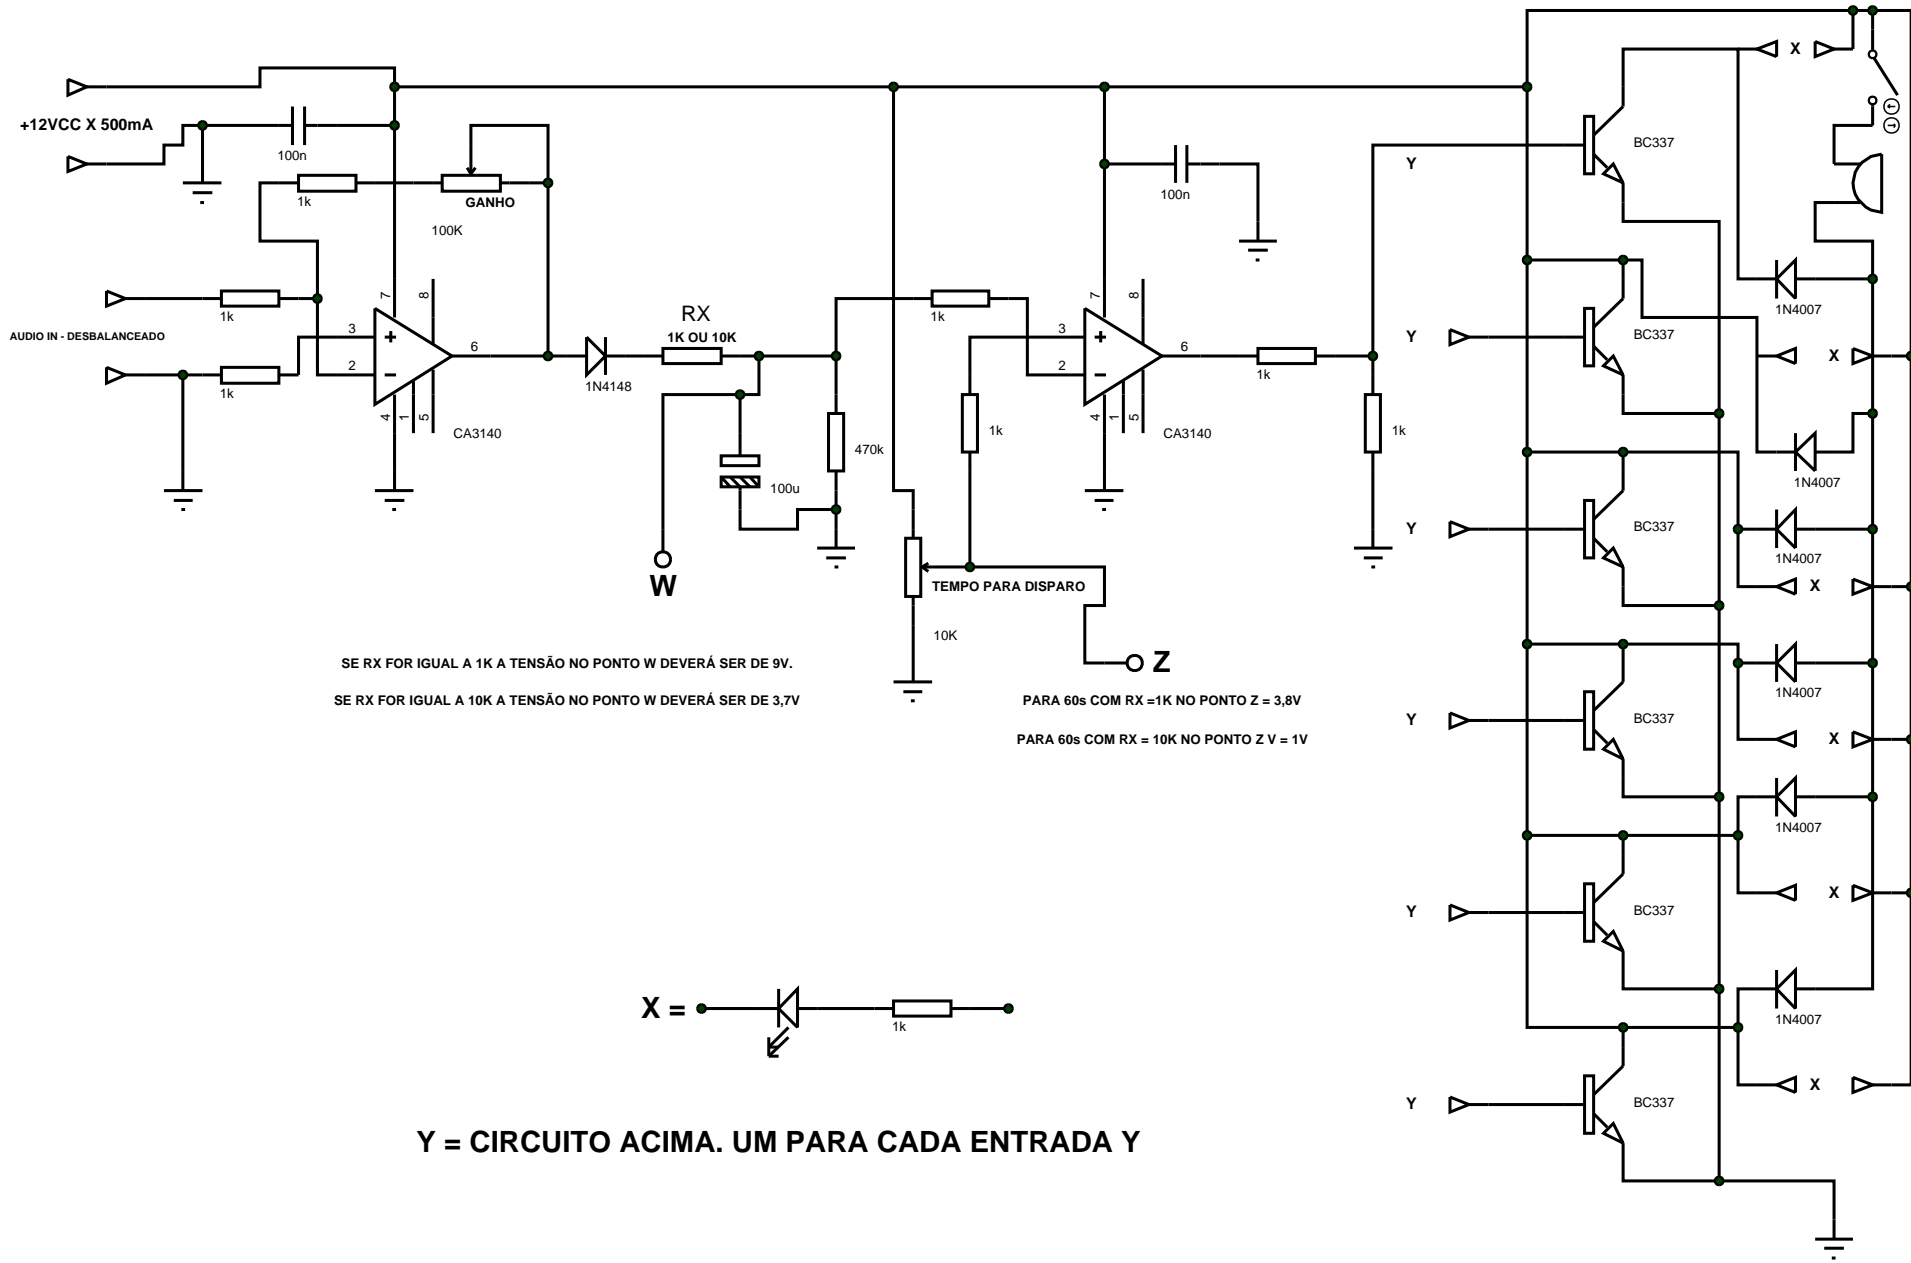 +12VCC X 500mA
100n
1k
GANHO
100K
1k
AUDIO IN - DESBALANCEADO
1k
7
8
3
2
6
4
1
5
CA3140
1N4148
RX
1K OU 10K
100u
470k
W
1k
1k
TEMPO PARA DISPARO
10K
Z
100n
7
8
3
2
6
4
1
5
CA3140
1k
1k
SE RX FOR IGUAL A 1K A TENSÃO NO PONTO W DEVERÁ SER DE 9V.
SE RX FOR IGUAL A 10K A TENSÃO NO PONTO W DEVERÁ SER DE 3,7V
PARA 60s COM RX =1K NO PONTO Z = 3,8V
PARA 60s COM RX = 10K NO PONTO Z V = 1V
X
Y
BC337
1N4007
Y
BC337
X
1N4007
Y
BC337
1N4007
X
1N4007
Y
BC337
X
1N4007
Y
BC337
X
1N4007
Y
BC337
X
X =
1k
Y = CIRCUITO ACIMA. UM PARA CADA ENTRADA Y